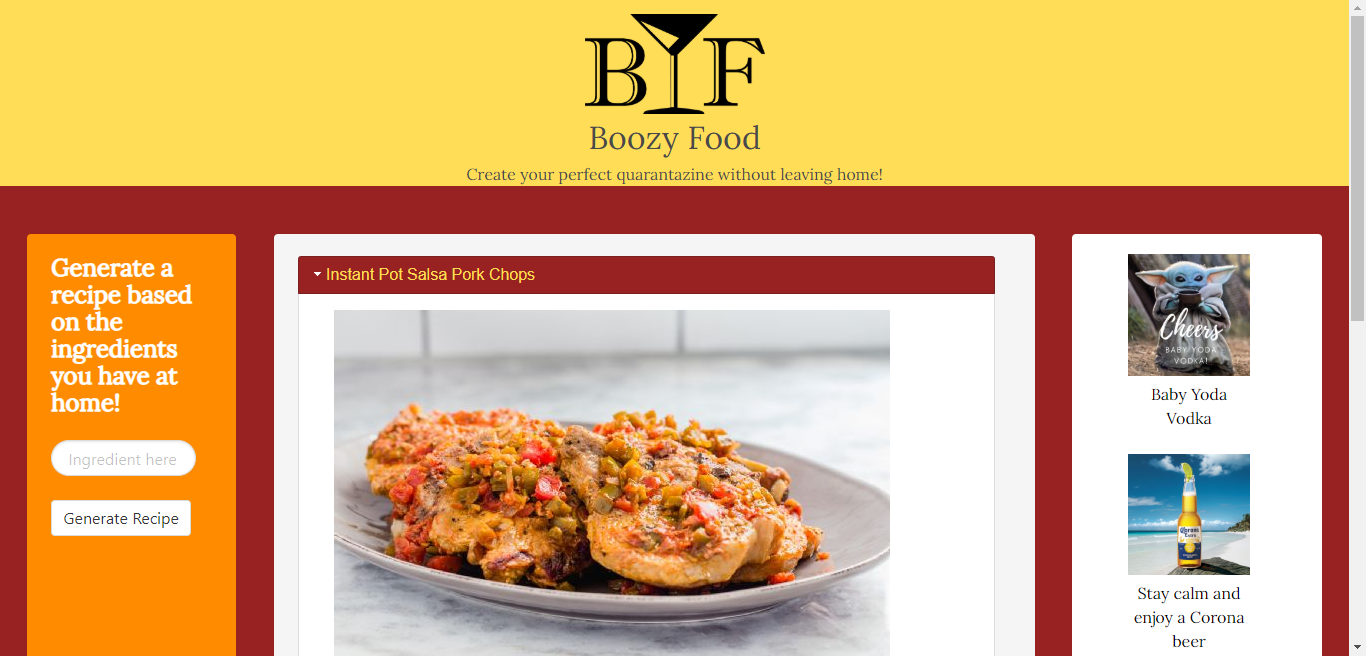 BYF
Boozy Food
Create your perfect quarantazine without leaving home!
Generate a
recipe based
on the
ingredients
you have at
home!
Ingredient here
Generate Recipe
Instant Pot Salsa Pork Chops
Cheers
BABY YODA
VODKA!
Baby Yoda
Vodka
Corona
Extra
Stay calm and
enjoy a Corona
beer